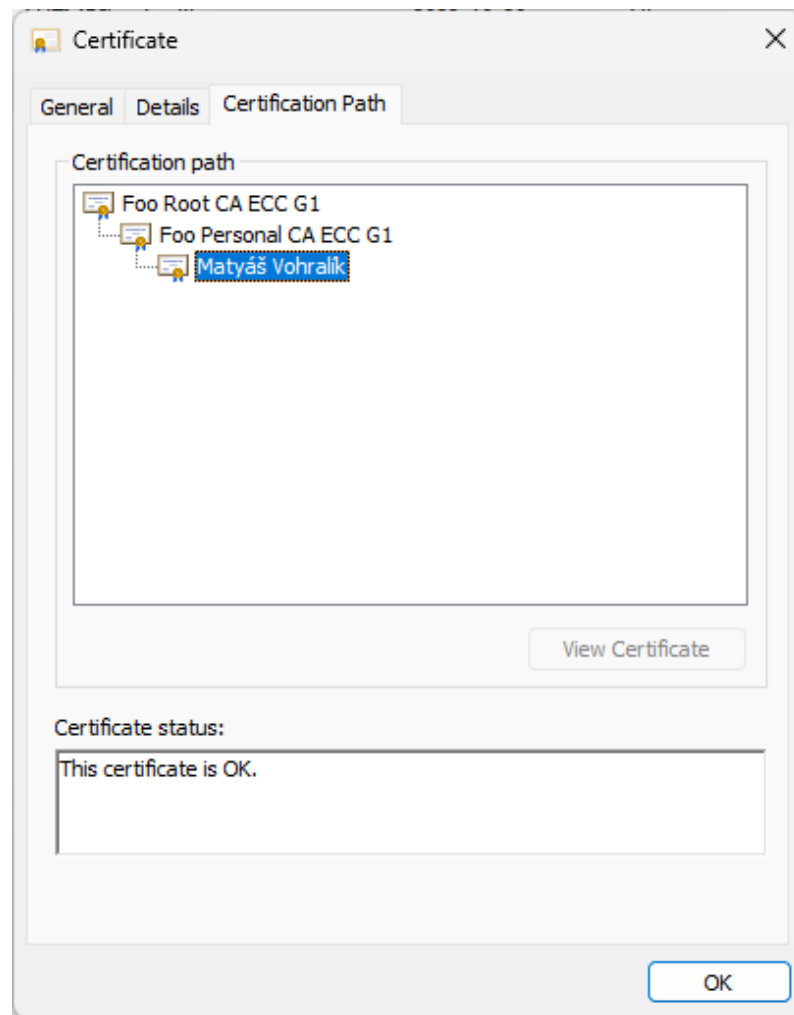 Certificate
General Details Certification Path
Certification path
Foo Root CA ECC G1
Foo Personal CA ECC G1
Matyáš Vohralík
View Certificate
Certificate status:
This certificate is OK.
OK